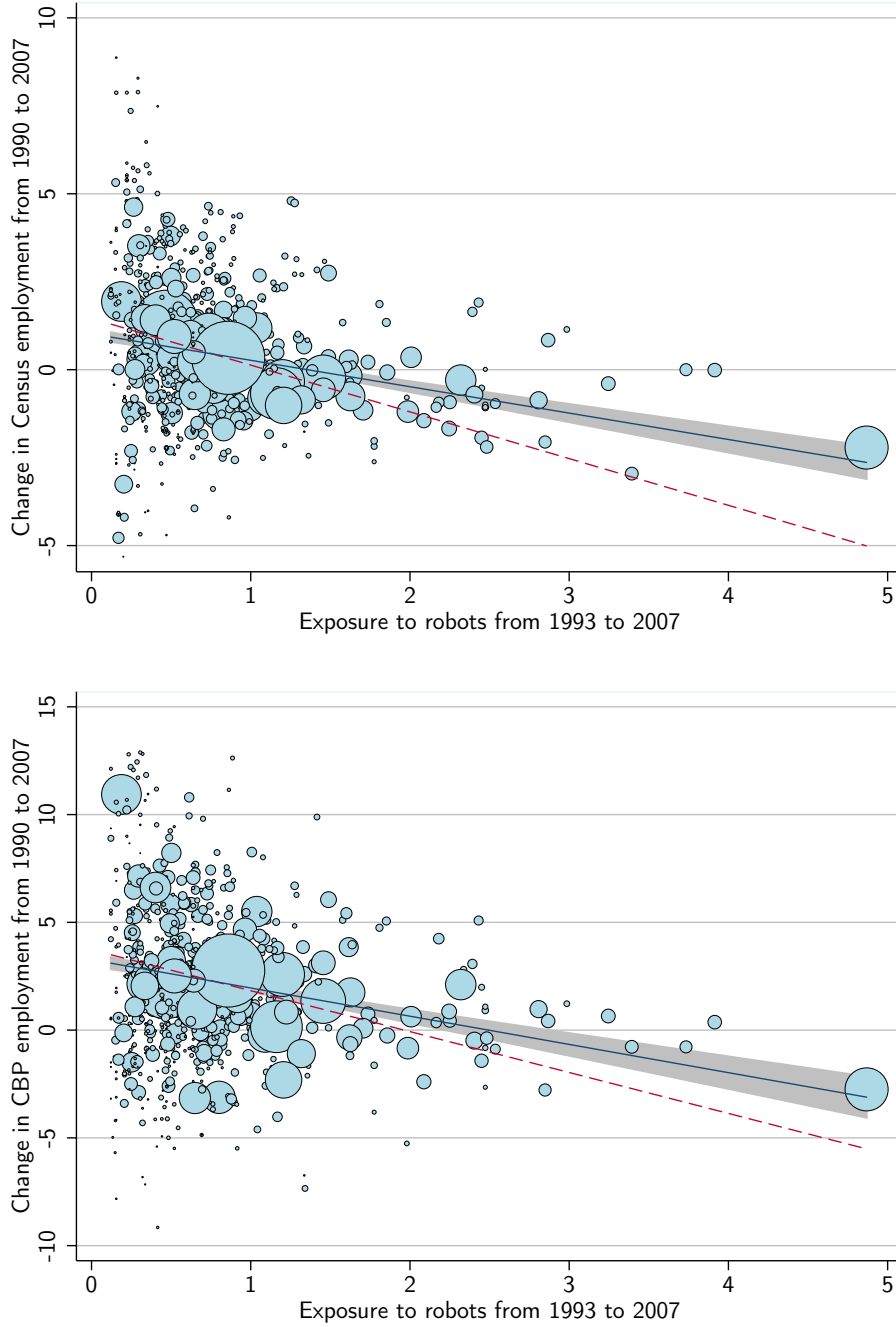 Change in Census employment from 1990 to 2007
10
5
0
-5
0 1 2 3 4 5
Exposure to robots from 1993 to 2007
Change in CBP employment from 1990 to 2007
15
10
5
0
-5
-10
0 1 2 3 4 5
Exposure to robots from 1993 to 2007